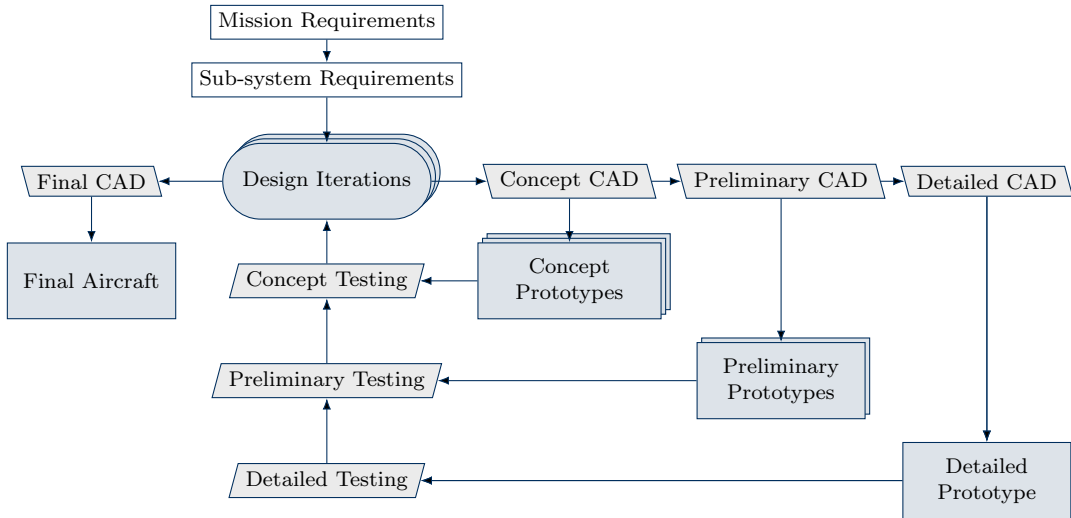 Mission Requirements
Sub-system Requirements
Final CAD
Design Iterations
Concept CAD
Preliminary CAD
Detailed CAD
Final Aircraft
Concept Testing
Concept
Prototypes
Preliminary Testing
Preliminary
Prototypes
Detailed Testing
Detailed
Prototype